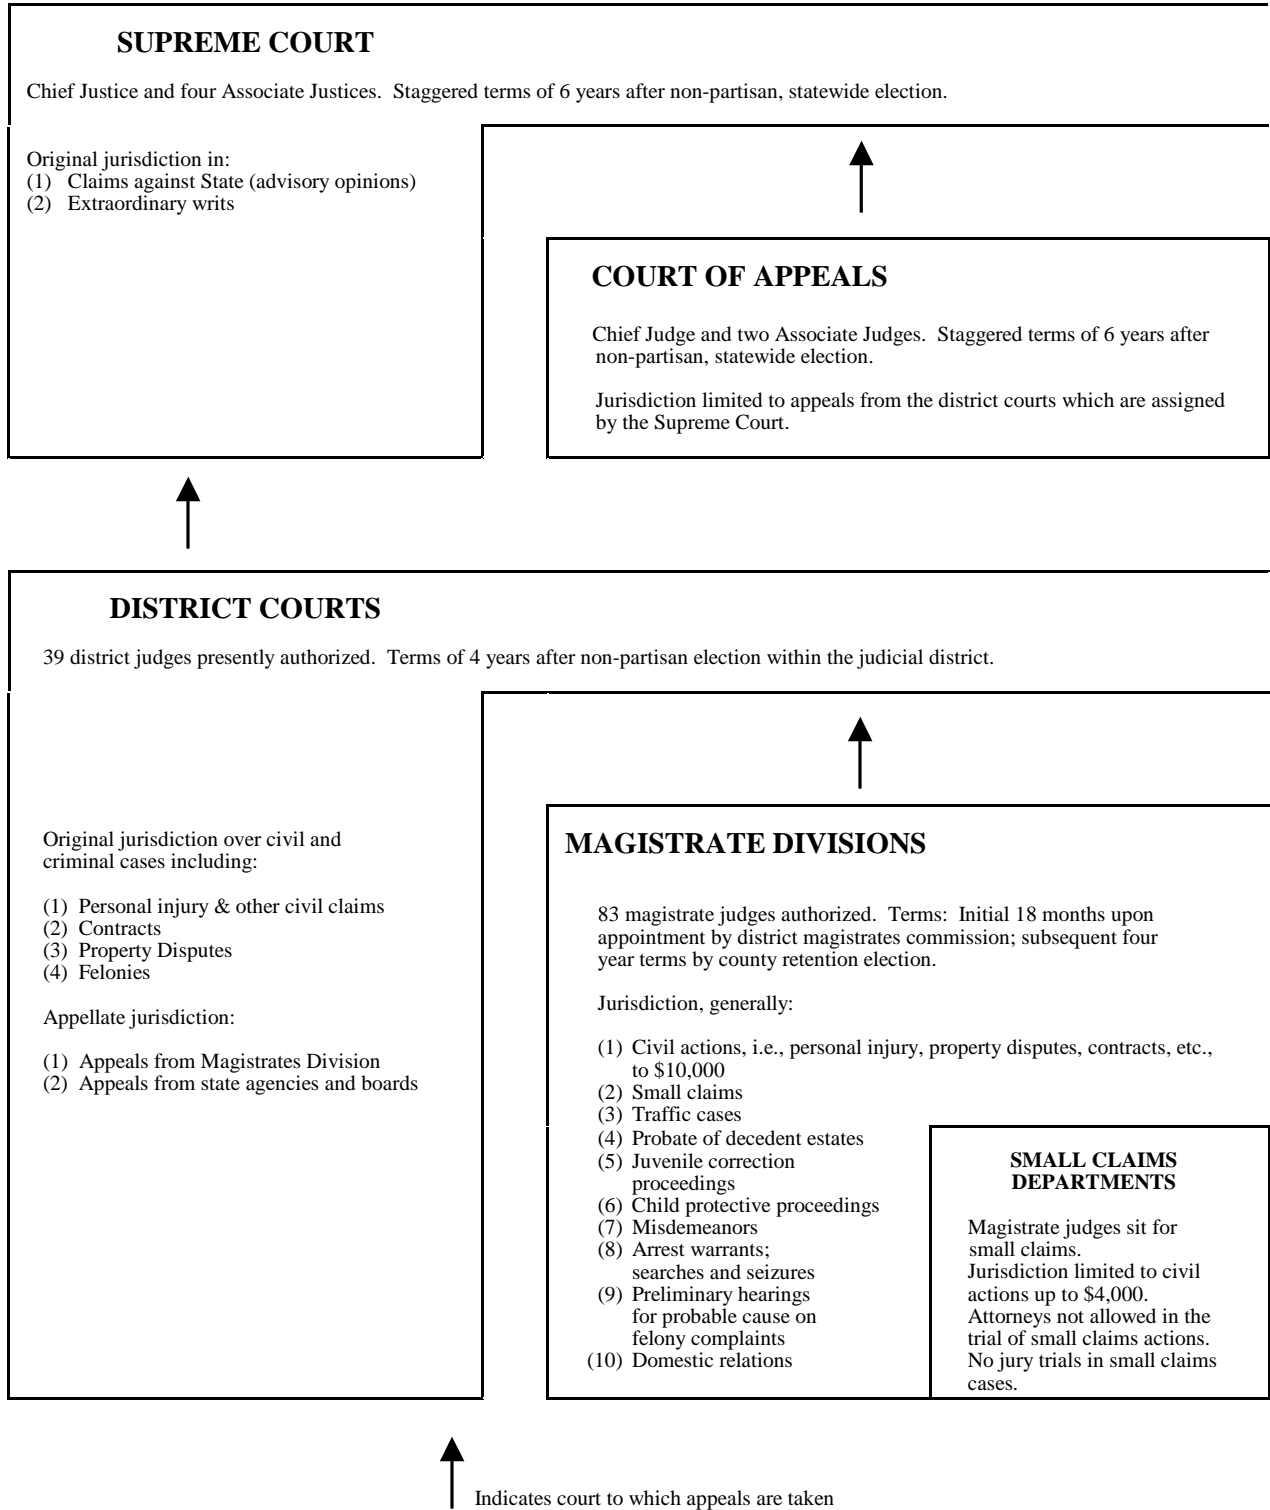 SUPREME COURT
Chief Justice and four Associate Justices.  Staggered terms of 6 years after non-partisan, statewide election.
Original jurisdiction in:
(1)  Claims against State (advisory opinions)
(2)  Extraordinary writs
COURT OF APPEALS
Chief Judge and two Associate Judges.  Staggered terms of 6 years after
non-partisan, statewide election.
Jurisdiction limited to appeals from the district courts which are assigned
by the Supreme Court.
DISTRICT COURTS
39 district judges presently authorized.  Terms of 4 years after non-partisan election within the judicial district.
Original jurisdiction over civil and
criminal cases including:
(1)  Personal injury & other civil claims
(2)  Contracts
(3)  Property Disputes
(4)  Felonies
Appellate jurisdiction:
(1)  Appeals from Magistrates Division
(2)  Appeals from state agencies and boards
MAGISTRATE DIVISIONS
83 magistrate judges authorized.  Terms:  Initial 18 months upon
appointment by district magistrates commission; subsequent four
year terms by county retention election.
Jurisdiction, generally:
(1)  Civil actions, i.e., personal injury, property disputes, contracts, etc.,
to $10,000
(2)  Small claims
(3)  Traffic cases
(4)  Probate of decedent estates
(5)  Juvenile correction
proceedings
(6)  Child protective proceedings
(7)  Misdemeanors
(8)  Arrest warrants;
searches and seizures
(9)  Preliminary hearings
for probable cause on
felony complaints
(10)  Domestic relations
SMALL CLAIMS
DEPARTMENTS
Magistrate judges sit for
small claims.
Jurisdiction limited to civil
actions up to $4,000.
Attorneys not allowed in the
trial of small claims actions.
No jury trials in small claims
cases.
Indicates court to which appeals are taken